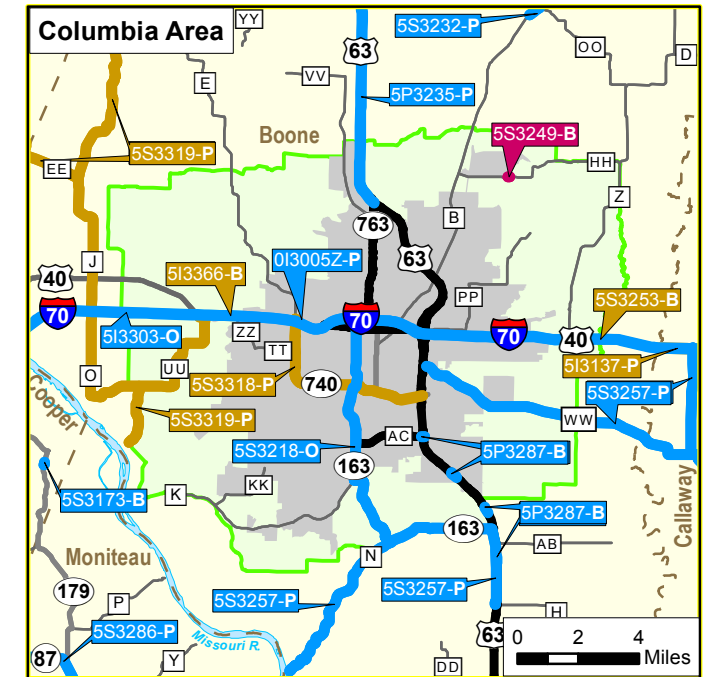 Columbia Area
YY
63
5S3232-P
OO
D
E
VV
5P3235-P
Boone
5S3249-B
5S3319-P
EE
HH
Z
B
763
J
40
5I3366-B
0I3005Z-P
63
70
PP
5S3253-B
70
70
40
5I3303-O
ZZ
TT
5I3137-P
UU
O
5S3318-P
740
5S3257-P
Cooper
5S3319-P
WW
AC
5S3218-O
163
5P3287-B
5S3173-B
K
KK
5P3287-B
163
Callaway
Moniteau
N
AB
179
P
5S3257-P
5S3257-P
H
5S3286-P
Missouri R.
63
0 2 4
Miles
87
Y
DD